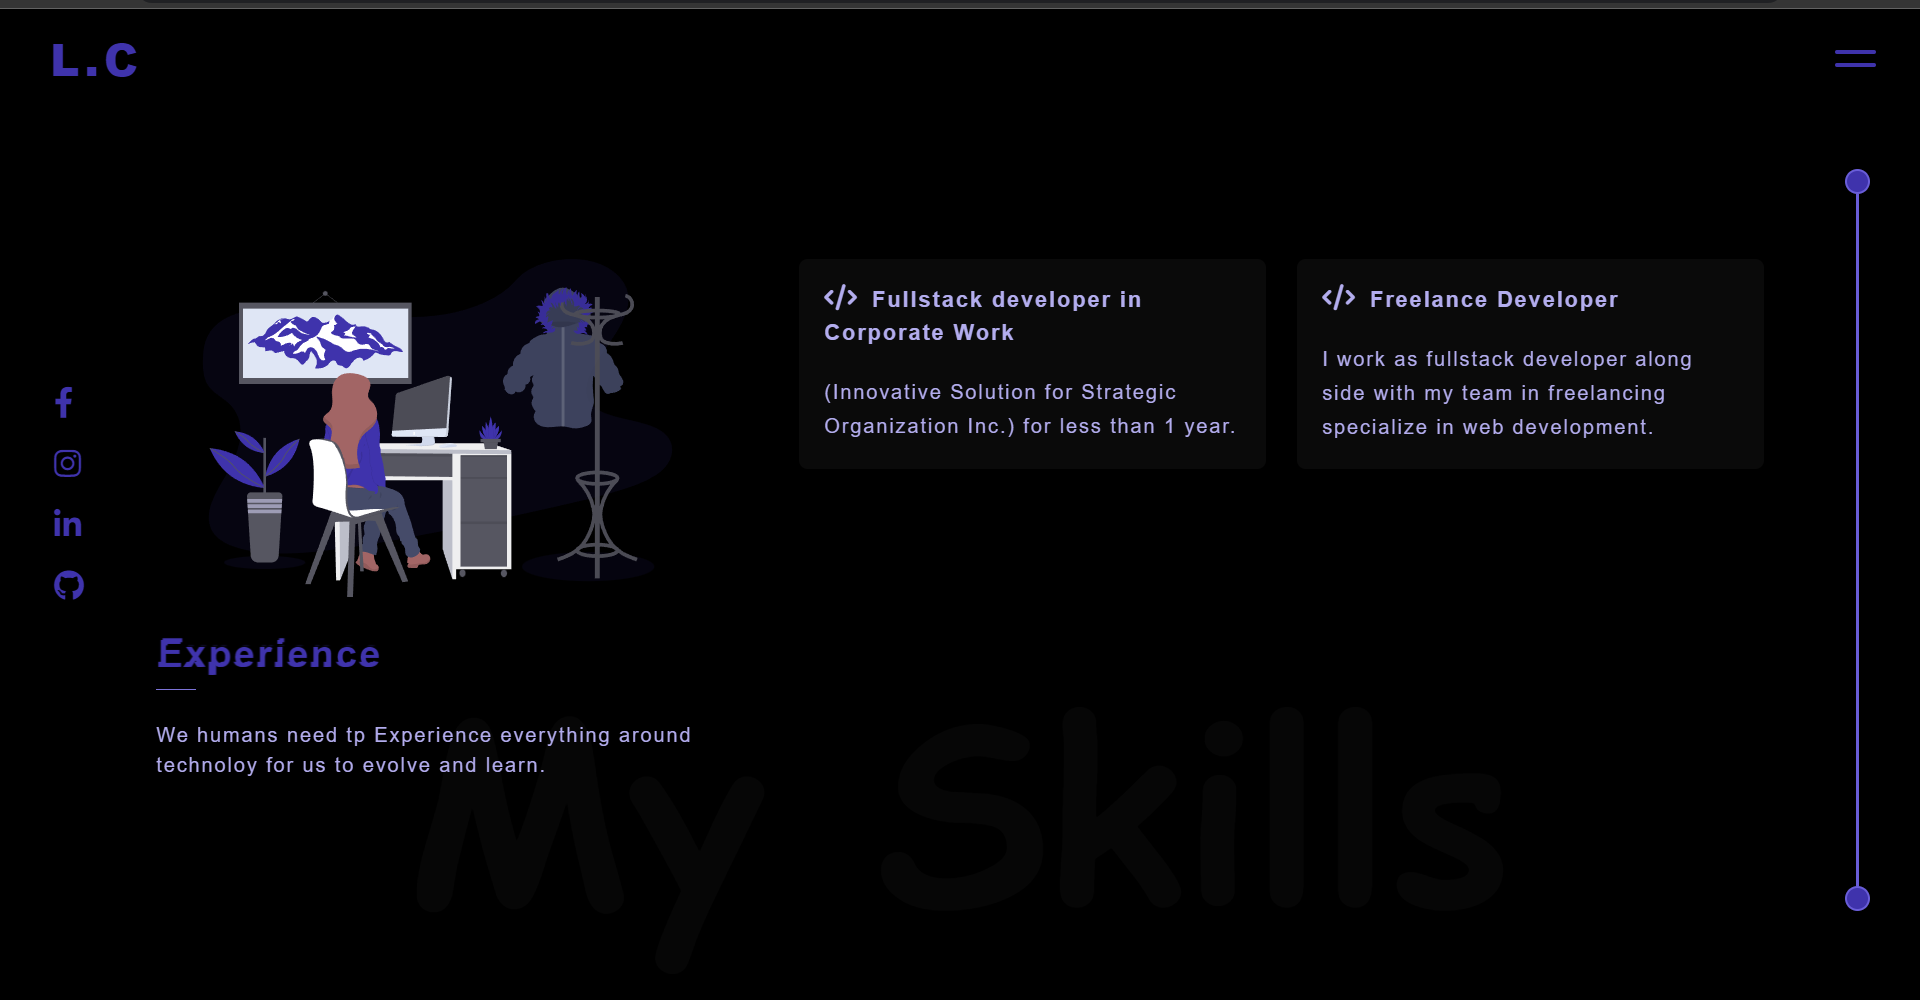 L.C
Fullstack developer in
Corporate Work
(Innovative Solution for Strategic
Organization Inc.) for less than 1 year.
Freelance Developer
I work as fullstack developer along
side with my team in freelancing
specialize in web development.
Experience
We humans need tp Experience everything around
technoloy for us to evolve and learn.
My Skills